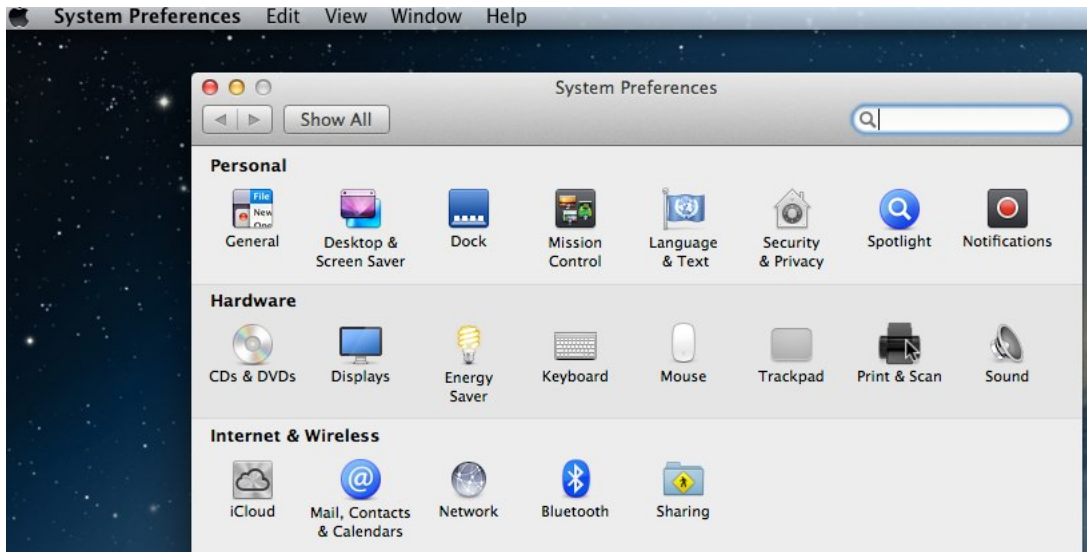 System Preferences Edit View Window Help
System Preferences
Show All
Personal
File
New
General
Desktop & Screen Saver
Dock
Mission Control
Language & Text
Security & Privacy
Spotlight
Notifications
Hardware
CDs & DVDs
Displays
Energy Saver
Keyboard
Mouse
Trackpad
Print & Scan
Sound
Internet & Wireless
iCloud
Mail, Contacts & Calendars
Network
Bluetooth
Sharing